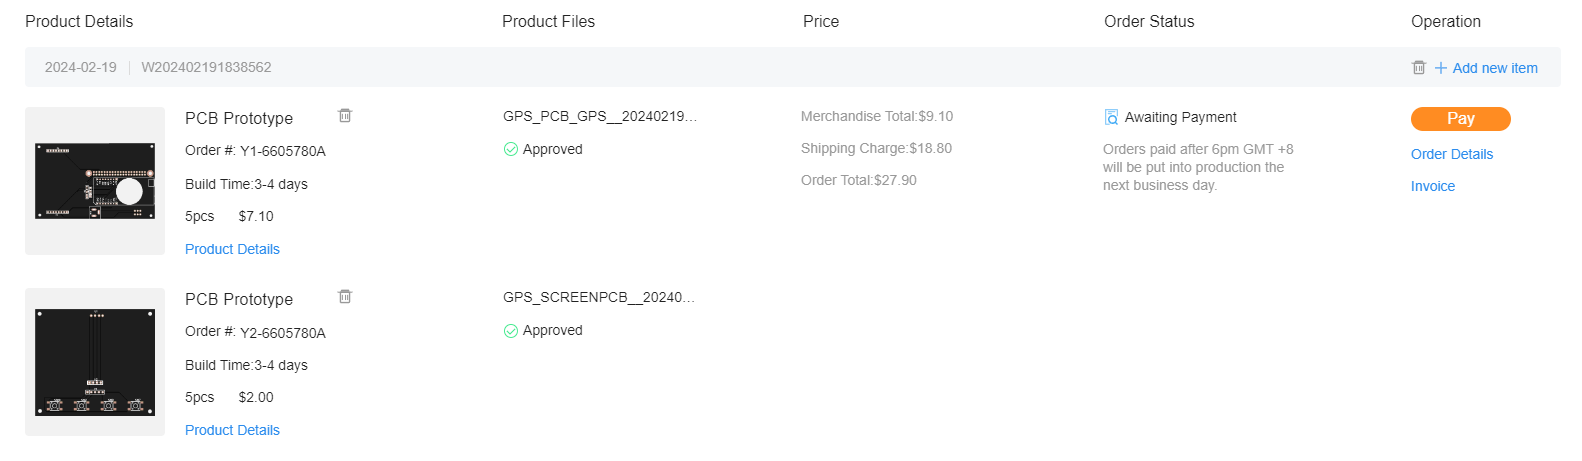 Product Details
Product Files
Price
Order Status
Operation
2024-02-19
W202402191838562
Add new item
PCB Prototype
Order #: Y1-6605780A
Build Time:3-4 days
5pcs $7.10
Product Details
GPS_PCB_GPS__20240219...
Approved
Merchandise Total:$9.10
Shipping Charge:$18.80
Order Total:$27.90
Awaiting Payment
Orders paid after 6pm GMT +8
will be put into production the
next business day.
Pay
Order Details
Invoice
PCB Prototype
Order #: Y2-6605780A
Build Time:3-4 days
5pcs $2.00
Product Details
GPS_SCREENPCB__20240...
Approved